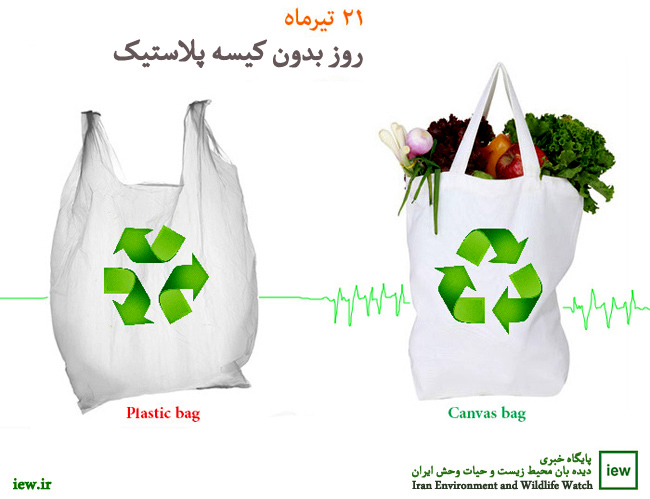 ۲۱ تیرماه
روز بدون کیسه پلاستیک
Plastic bag
Canvas bag
پایگاه خبری
دیده بان محیط زیست و حیات وحش ایران
Iran Environment and Wildlife Watch
iew
iew.ir